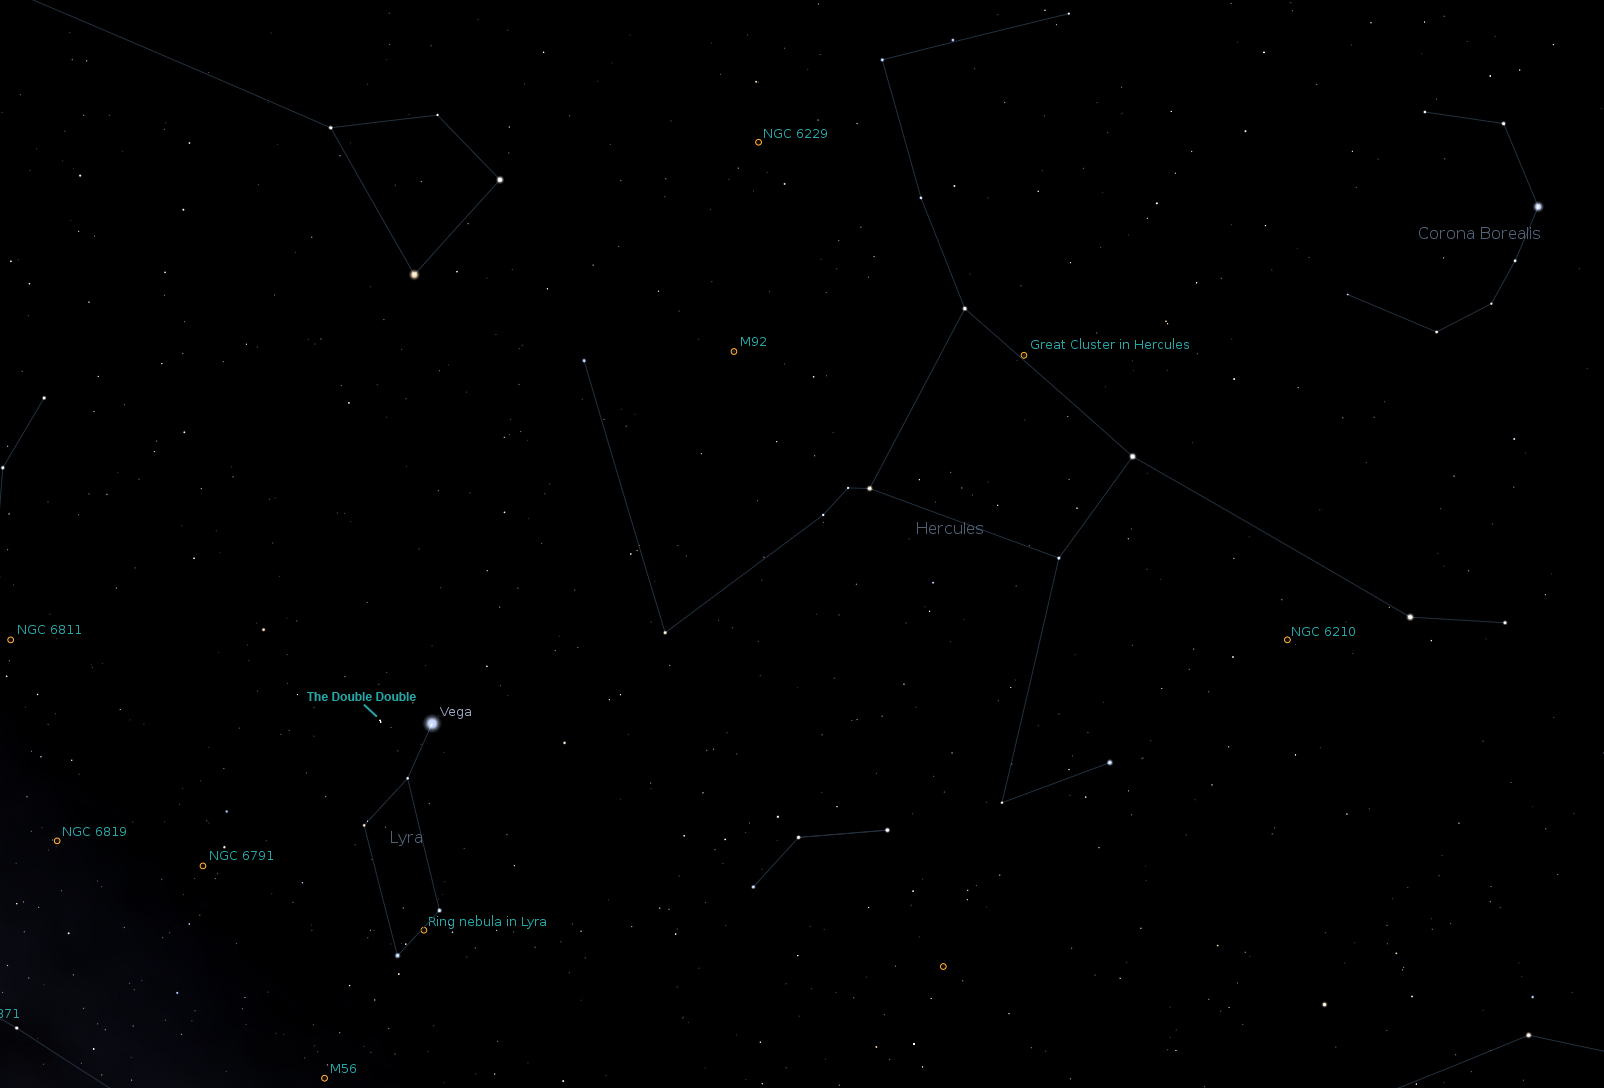 NGC 6229
Corona Borealis
M92
Great Cluster in Hercules
Hercules
NGC 6811
NGC 6210
The Double Double
Vega
NGC 6819
Lyra
NGC 6791
Ring nebula in Lyra
871
M56